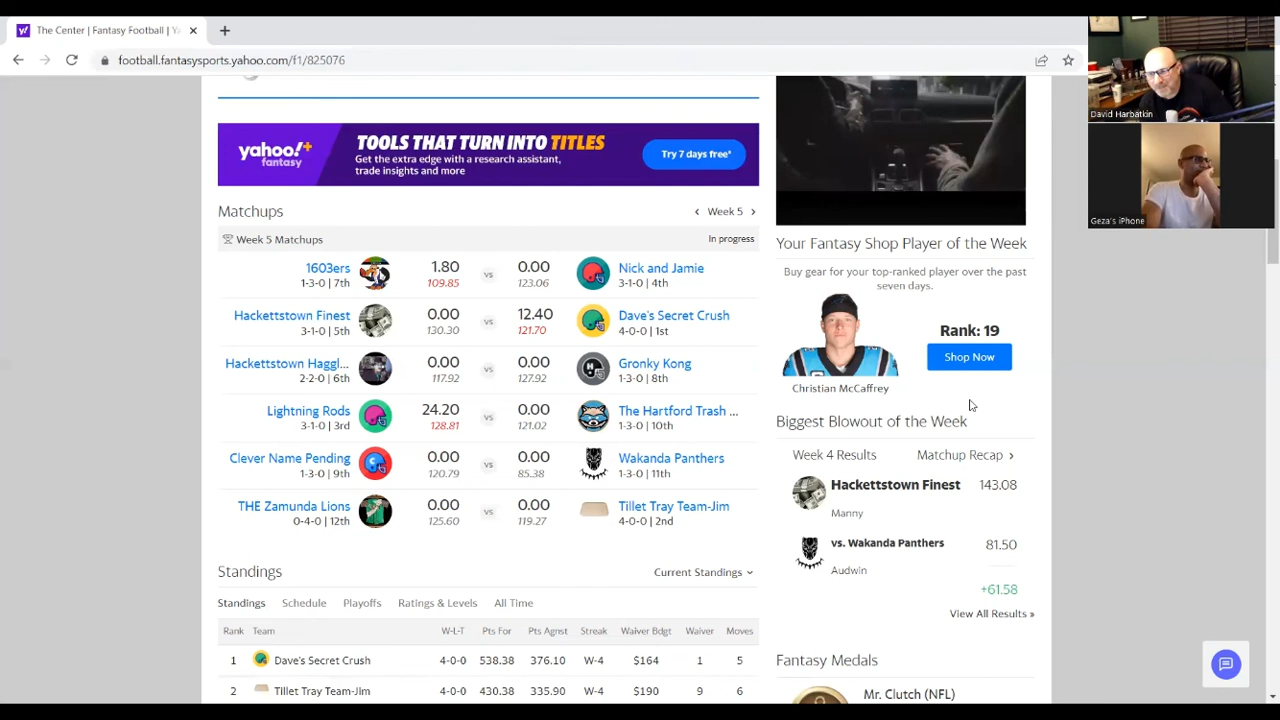 The Center | Fantasy Football | Y
football.fantasysports.yahoo.com/f1/825076
David Harbatkin
Geza's iPhone
yahoo!+
fantasy
TOOLS THAT TURN INTO TITLES
Get the extra edge with a research assistant,
trade insights and more
Try 7 days free*
Matchups
Week 5
Week 5 Matchups
In progress
1603ers 1.80 vs 0.00 Nick and Jamie
1-3-0 | 7th 109.85 123.06 3-1-0 | 4th
Hackettstown Finest 0.00 vs 12.40 Dave's Secret Crush
3-1-0 | 5th 130.30 121.70 4-0-0 | 1st
Hackettstown Haggl... 0.00 vs 0.00 Gronky Kong
2-2-0 | 6th 117.92 127.92 1-3-0 | 8th
Lightning Rods 24.20 vs 0.00 The Hartford Trash ...
3-1-0 | 3rd 128.81 121.02 1-3-0 | 10th
Clever Name Pending 0.00 vs 0.00 Wakanda Panthers
1-3-0 | 9th 120.79 85.38 1-3-0 | 11th
THE Zamunda Lions 0.00 vs 0.00 Tillet Tray Team-Jim
0-4-0 | 12th 125.60 119.27 4-0-0 | 2nd
Standings
Current Standings
Standings Schedule Playoffs Ratings & Levels All Time
Rank Team W-L-T Pts For Pts Agnst Streak Waiver Bdgt Waiver Moves
1 Dave's Secret Crush 4-0-0 538.38 376.10 W-4 $164 1 5
2 Tillet Tray Team-Jim 4-0-0 430.38 335.90 W-4 $190 9 6
Your Fantasy Shop Player of the Week
Buy gear for your top-ranked player over the past
seven days.
Rank: 19
Shop Now
Christian McCaffrey
Biggest Blowout of the Week
Week 4 Results
Matchup Recap ›
Hackettstown Finest 143.08
Manny
vs. Wakanda Panthers 81.50
Audwin
+61.58
View All Results »
Fantasy Medals
Mr. Clutch (NFL)